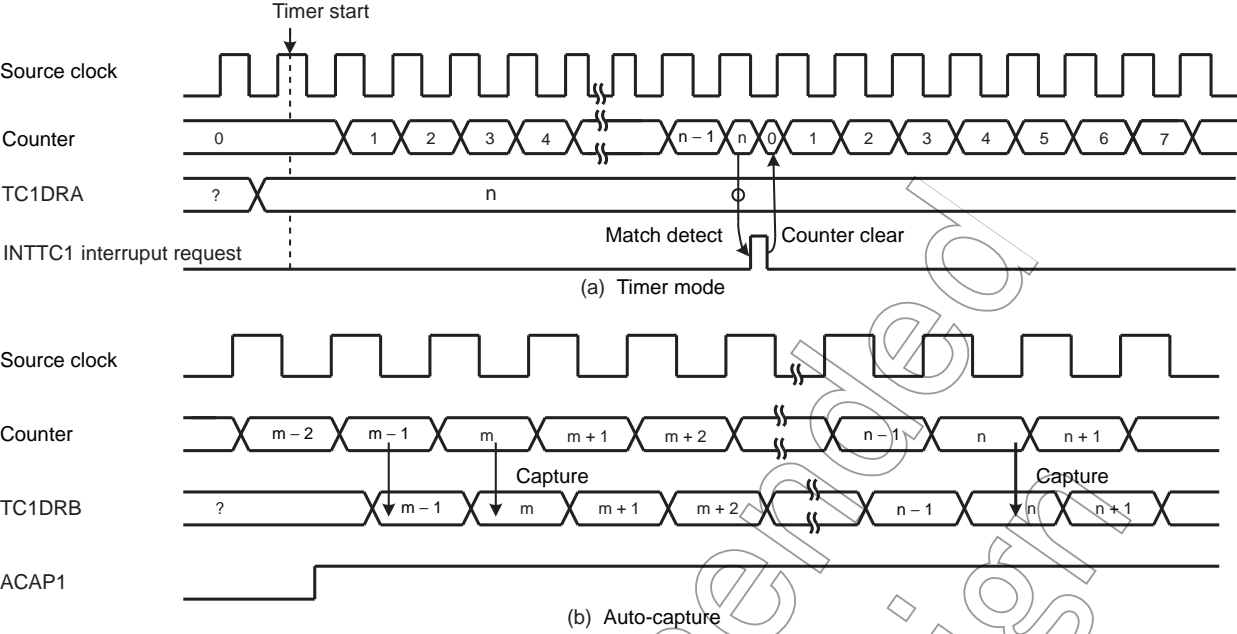 Timer start
Source clock
Counter 0 1 2 3 4 n – 1 n 0 1 2 3 4 5 6 7
TC1DRA ? n
Match detect Counter clear
INTTC1 interruput request
(a) Timer mode
Source clock
Counter m – 2 m – 1 m m + 1 m + 2 n – 1 n n + 1
Capture Capture
TC1DRB ? m – 1 m m + 1 m + 2 n – 1 n n + 1
ACAP1
(b) Auto-capture
ended
ign